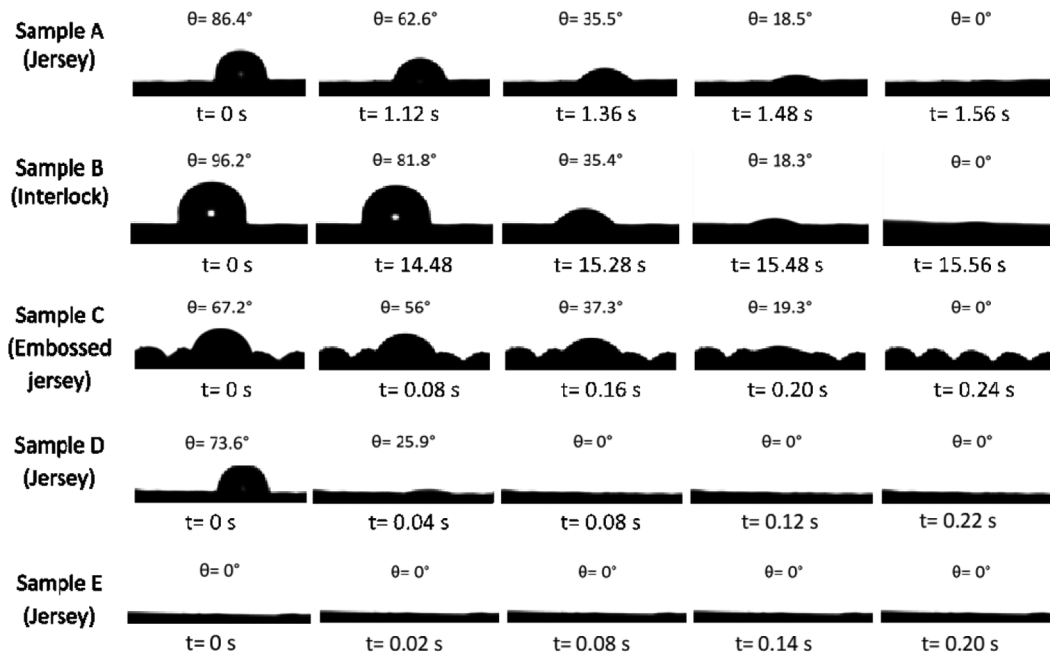 Sample A
(Jersey)
θ= 86.4° θ= 62.6° θ= 35.5° θ= 18.5° θ= 0°
t= 0 s t= 1.12 s t= 1.36 s t= 1.48 s t= 1.56 s
Sample B
(Interlock)
θ= 96.2° θ= 81.8° θ= 35.4° θ= 18.3° θ= 0°
t= 0 s t= 14.48 t= 15.28 s t= 15.48 s t= 15.56 s
Sample C
(Embossed
jersey)
θ= 67.2° θ= 56° θ= 37.3° θ= 19.3° θ= 0°
t= 0 s t= 0.08 s t= 0.16 s t= 0.20 s t= 0.24 s
Sample D
(Jersey)
θ= 73.6° θ= 25.9° θ= 0° θ= 0° θ= 0°
t= 0 s t= 0.04 s t= 0.08 s t= 0.12 s t= 0.22 s
Sample E
(Jersey)
θ= 0° θ= 0° θ= 0° θ= 0° θ= 0°
t= 0 s t= 0.02 s t= 0.08 s t= 0.14 s t= 0.20 s